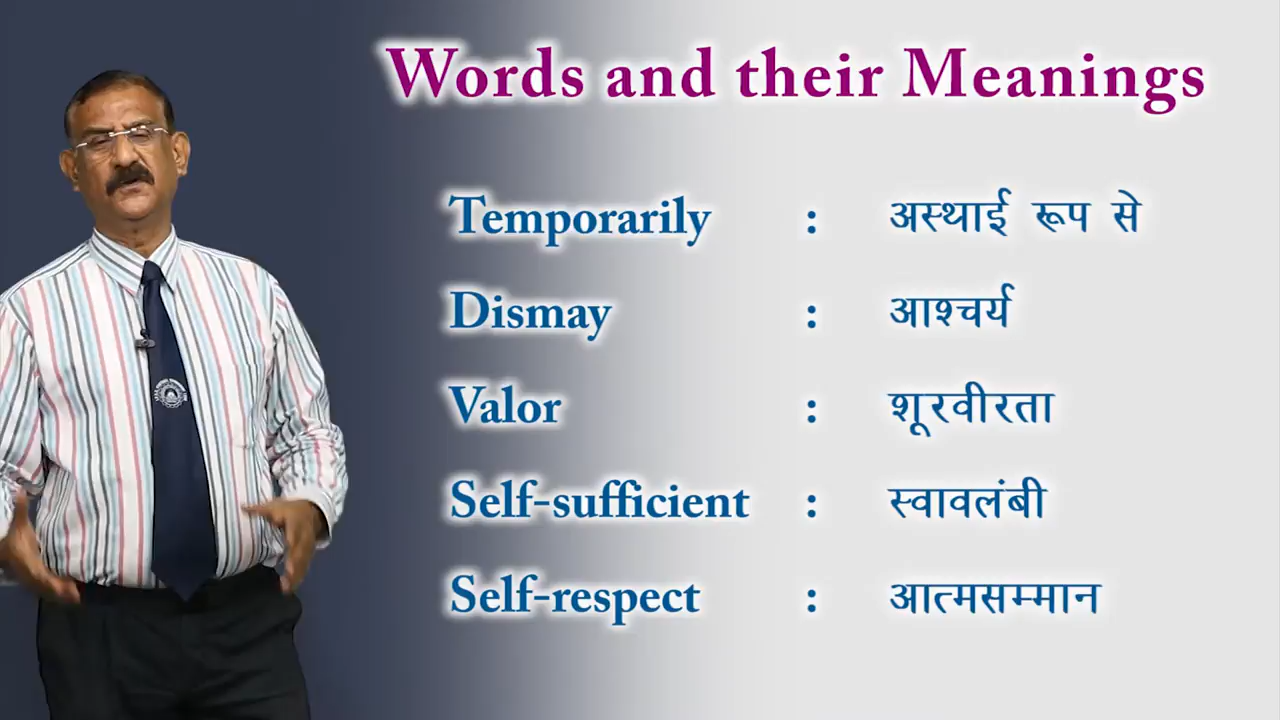 Words and their Meanings
Temporarily : अस्थाई रूप से
Dismay : आश्चर्य
Valor : शूरवीरता
Self-sufficient : स्वावलंबी
Self-respect : आत्मसम्मान